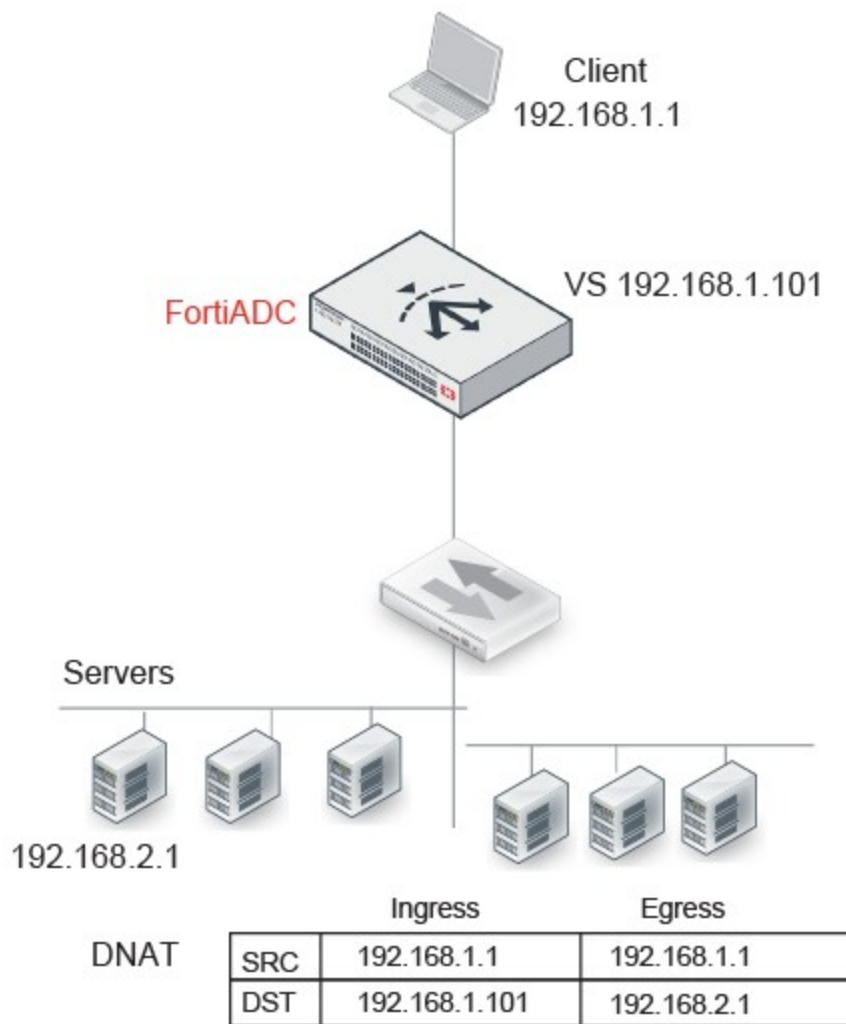 Client
192.168.1.1
FortiADC
VS 192.168.1.101
Servers
192.168.2.1
Ingress Egress
DNAT
SRC 192.168.1.1 192.168.1.1
DST 192.168.1.101 192.168.2.1